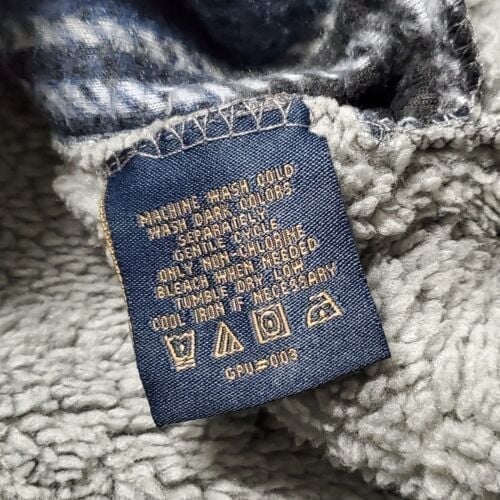 MACHINE WASH COLD
WASH DARK COLORS
SEPARATELY
GENTLE CYCLE
ONLY NON-CHLORINE
BLEACH WHEN NEEDED
TUMBLE DRY LOW
COOL IRON IF NECESSARY
GPU#003